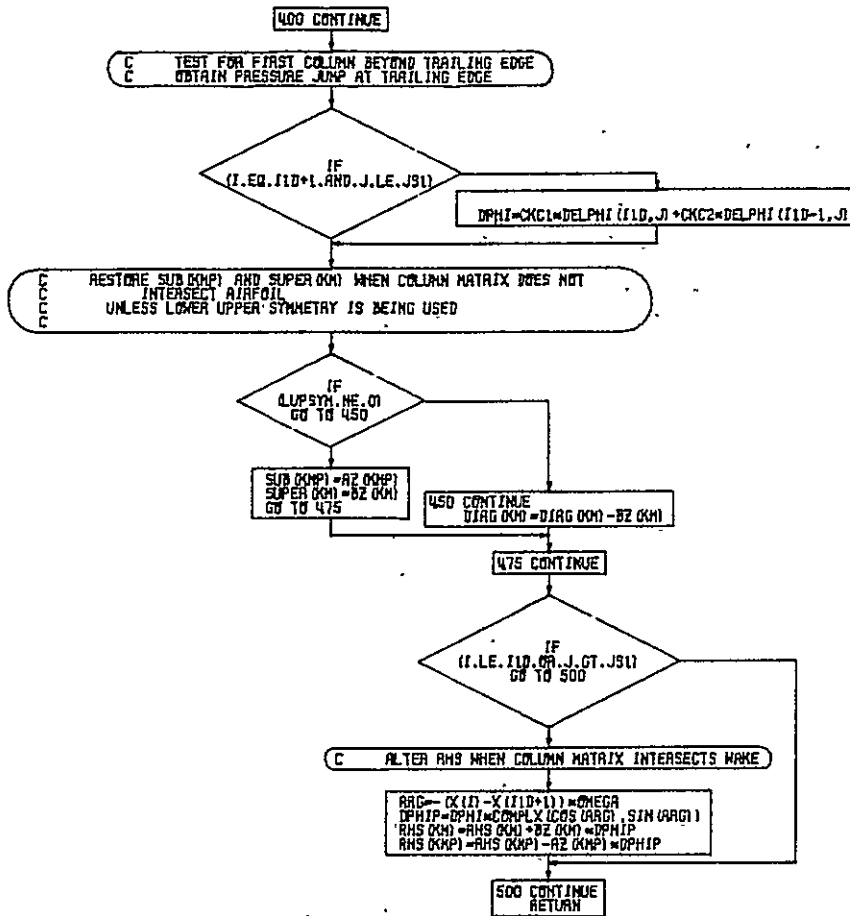 400 CONTINUE
C TEST FOR FIRST COLUMN BEYOND TRAILING EDGE
C OBTAIN PRESSURE JUMP AT TRAILING EDGE
IF
(I.EQ.I1D+1.AND.J.LE.JS1)
DPHI=CKC1*DELPHI(I1D,J)+CKC2*DELPHI(I1D-1,J)
C
C RESTORE SUB(KMP) AND SUPER(KM) WHEN COLUMN MATRIX DOES NOT
C INTERSECT AIRFOIL
C UNLESS LOWER UPPER SYMMETRY IS BEING USED
C
IF
(LUPSYM.NE.0)
GO TO 450
SUB(KMP)=AZ(KMP)
SUPER(KM)=BZ(KM)
GO TO 475
450 CONTINUE
DIAG(KM)=DIAG(KM)-BZ(KM)
475 CONTINUE
IF
(I.LE.I1D.OR.J.GT.JS1)
GO TO 500
C ALTER RHS WHEN COLUMN MATRIX INTERSECTS WAKE
ARG=-(X(I)-X(I1D+1))*OMEGA
DPHIP=DPHI*COMPLX(COS(ARG),SIN(ARG))
RHS(KM)=RHS(KM)+BZ(KM)*DPHIP
RHS(KMP)=RHS(KMP)-AZ(KMP)*DPHIP
500 CONTINUE
RETURN